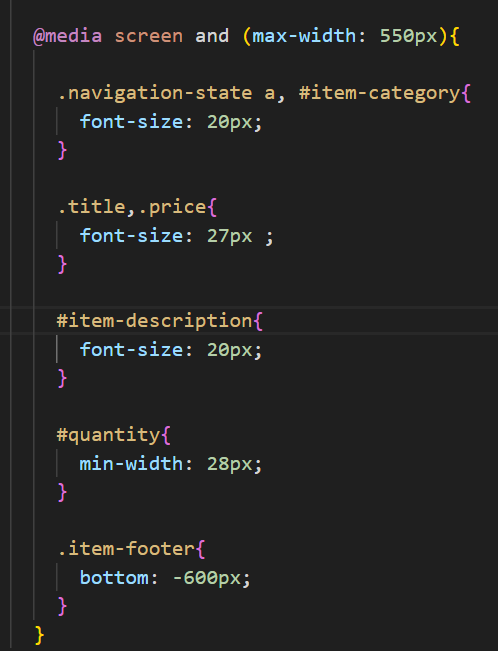 @media screen and (max-width: 550px){
.navigation-state a, #item-category{
font-size: 20px;
}
.title,.price{
font-size: 27px ;
}
#item-description{
font-size: 20px;
}
#quantity{
min-width: 28px;
}
.item-footer{
bottom: -600px;
}
}